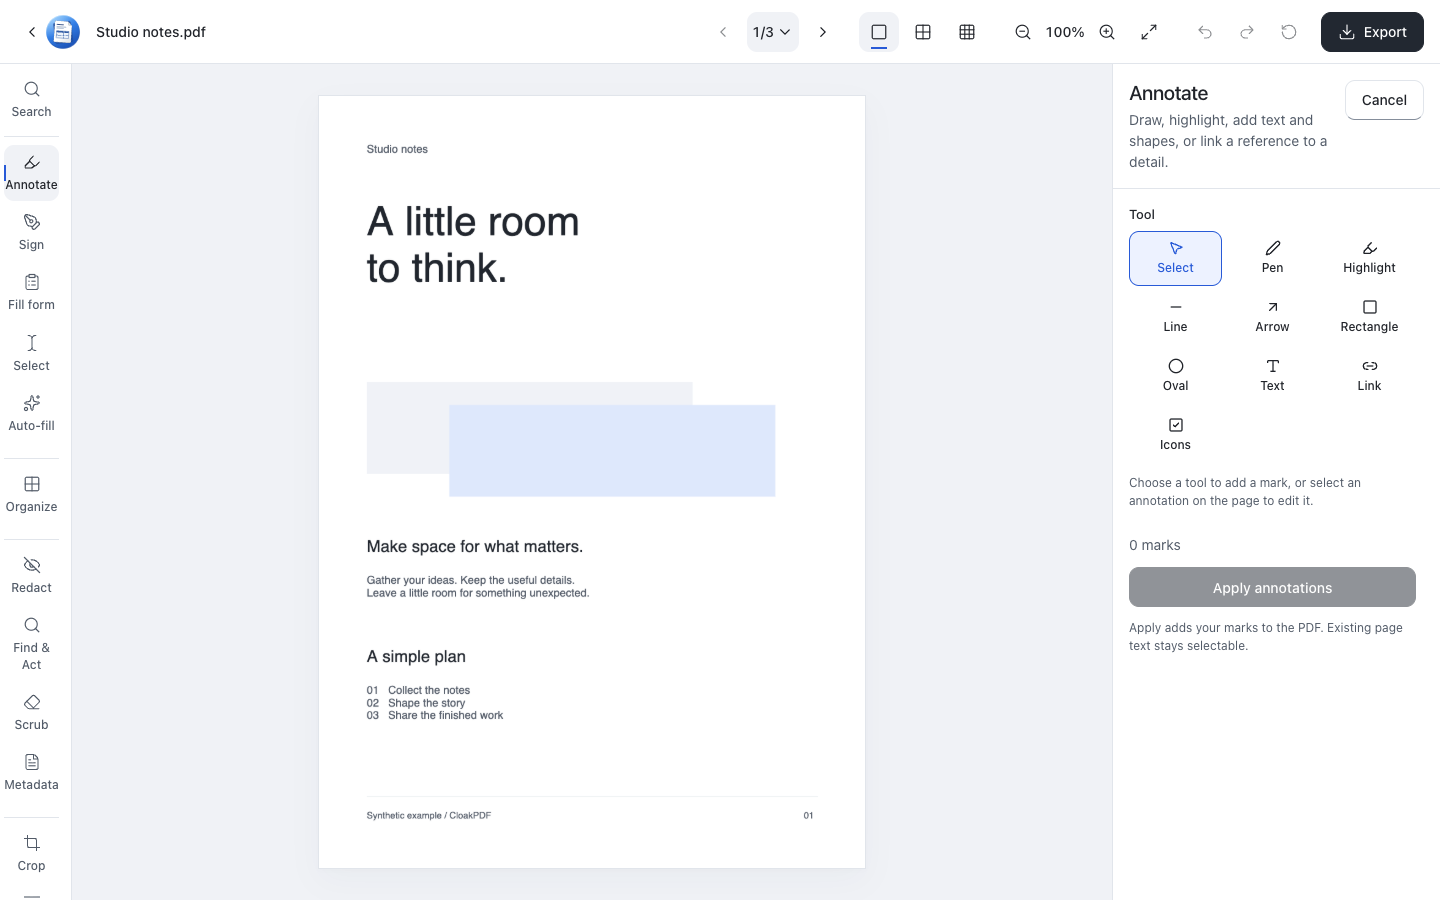 Studio notes.pdf
1/3
100%
Export
Search
Annotate
Sign
Fill form
Select
Auto-fill
Organize
Redact
Find &
Act
Scrub
Metadata
Crop
Studio notes
A little room
to think.
Make space for what matters.
Gather your ideas. Keep the useful details.
Leave a little room for something unexpected.
A simple plan
01 Collect the notes
02 Shape the story
03 Share the finished work
Synthetic example / CloakPDF 01
Annotate
Cancel
Draw, highlight, add text and
shapes, or link a reference to a
detail.
Tool
Select Pen Highlight
Line Arrow Rectangle
Oval Text Link
Icons
Choose a tool to add a mark, or select an
annotation on the page to edit it.
0 marks
Apply annotations
Apply adds your marks to the PDF. Existing page
text stays selectable.